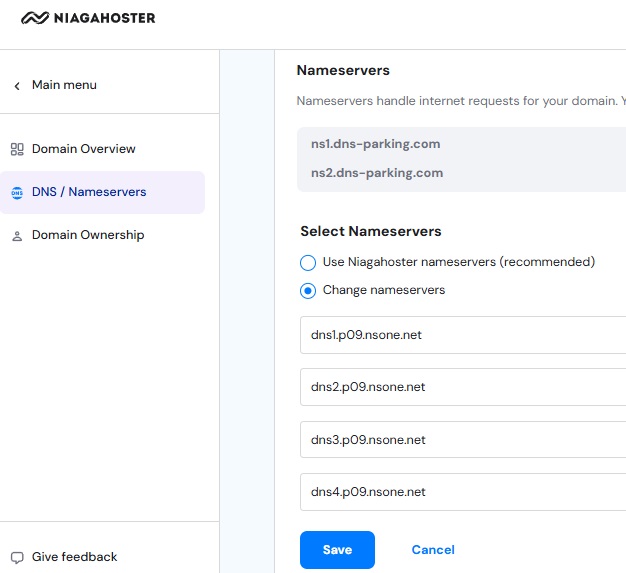 NIAGAHOSTER
Main menu
Domain Overview
DNS / Nameservers
Domain Ownership
Give feedback
Nameservers
Nameservers handle internet requests for your domain. Y
ns1.dns-parking.com
ns2.dns-parking.com
Select Nameservers
Use Niagahoster nameservers (recommended)
Change nameservers
dns1.p09.nsone.net
dns2.p09.nsone.net
dns3.p09.nsone.net
dns4.p09.nsone.net
Save Cancel